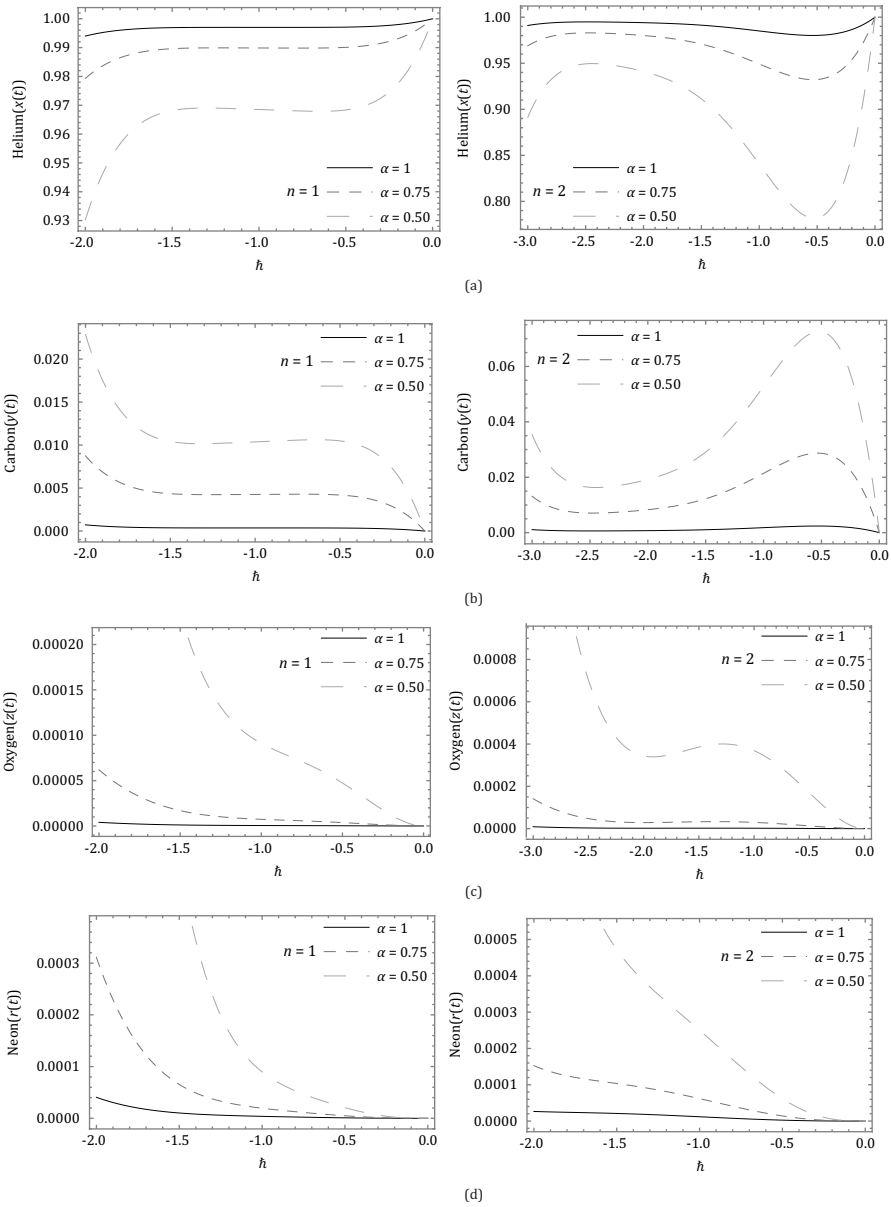 Helium(x(t))
1.00
0.99
0.98
0.97
0.96
0.95
0.94
0.93
-2.0 -1.5 -1.0 -0.5 0.0
ħ
n = 1
α = 1
α = 0.75
α = 0.50
Helium(x(t))
1.00
0.95
0.90
0.85
0.80
-3.0 -2.5 -2.0 -1.5 -1.0 -0.5 0.0
ħ
n = 2
α = 1
α = 0.75
α = 0.50
(a)
Carbon(y(t))
0.020
0.015
0.010
0.005
0.000
-2.0 -1.5 -1.0 -0.5 0.0
ħ
n = 1
α = 1
α = 0.75
α = 0.50
Carbon(y(t))
0.06
0.04
0.02
0.00
-3.0 -2.5 -2.0 -1.5 -1.0 -0.5 0.0
ħ
n = 2
α = 1
α = 0.75
α = 0.50
(b)
Oxygen(z(t))
0.00020
0.00015
0.00010
0.00005
0.00000
-2.0 -1.5 -1.0 -0.5 0.0
ħ
n = 1
α = 1
α = 0.75
α = 0.50
Oxygen(z(t))
0.0008
0.0006
0.0004
0.0002
0.0000
-3.0 -2.5 -2.0 -1.5 -1.0 -0.5 0.0
ħ
n = 2
α = 1
α = 0.75
α = 0.50
(c)
Neon(r(t))
0.0003
0.0002
0.0001
0.0000
-2.0 -1.5 -1.0 -0.5 0.0
ħ
n = 1
α = 1
α = 0.75
α = 0.50
Neon(r(t))
0.0005
0.0004
0.0003
0.0002
0.0001
0.0000
-2.0 -1.5 -1.0 -0.5 0.0
ħ
n = 2
α = 1
α = 0.75
α = 0.50
(d)